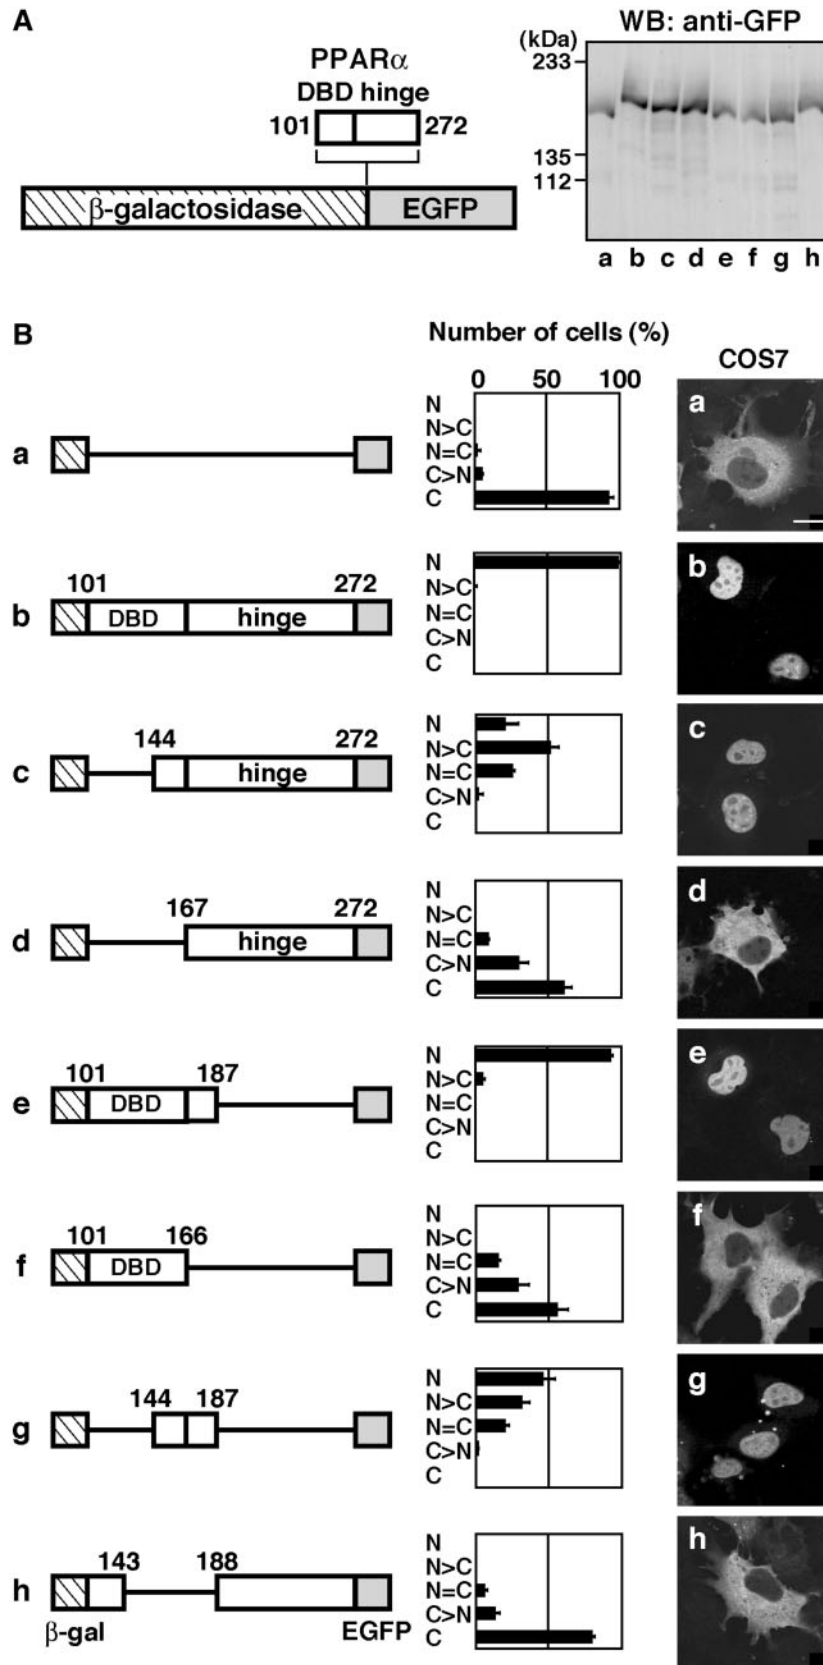 A
PPARα
DBD hinge
101 272
β-galactosidase EGFP
WB: anti-GFP
(kDa)
233
135
112
a b c d e f g h
B
Number of cells (%)
COS7
0 50 100
a
N
N>C
N=C
C>N
C
a
b
101 272
DBD hinge
N
N>C
N=C
C>N
C
b
c
144 272
hinge
N
N>C
N=C
C>N
C
c
d
167 272
hinge
N
N>C
N=C
C>N
C
d
e
101 187
DBD
N
N>C
N=C
C>N
C
e
f
101 166
DBD
N
N>C
N=C
C>N
C
f
g
144 187
N
N>C
N=C
C>N
C
g
h
143 188
β-gal EGFP
N
N>C
N=C
C>N
C
h